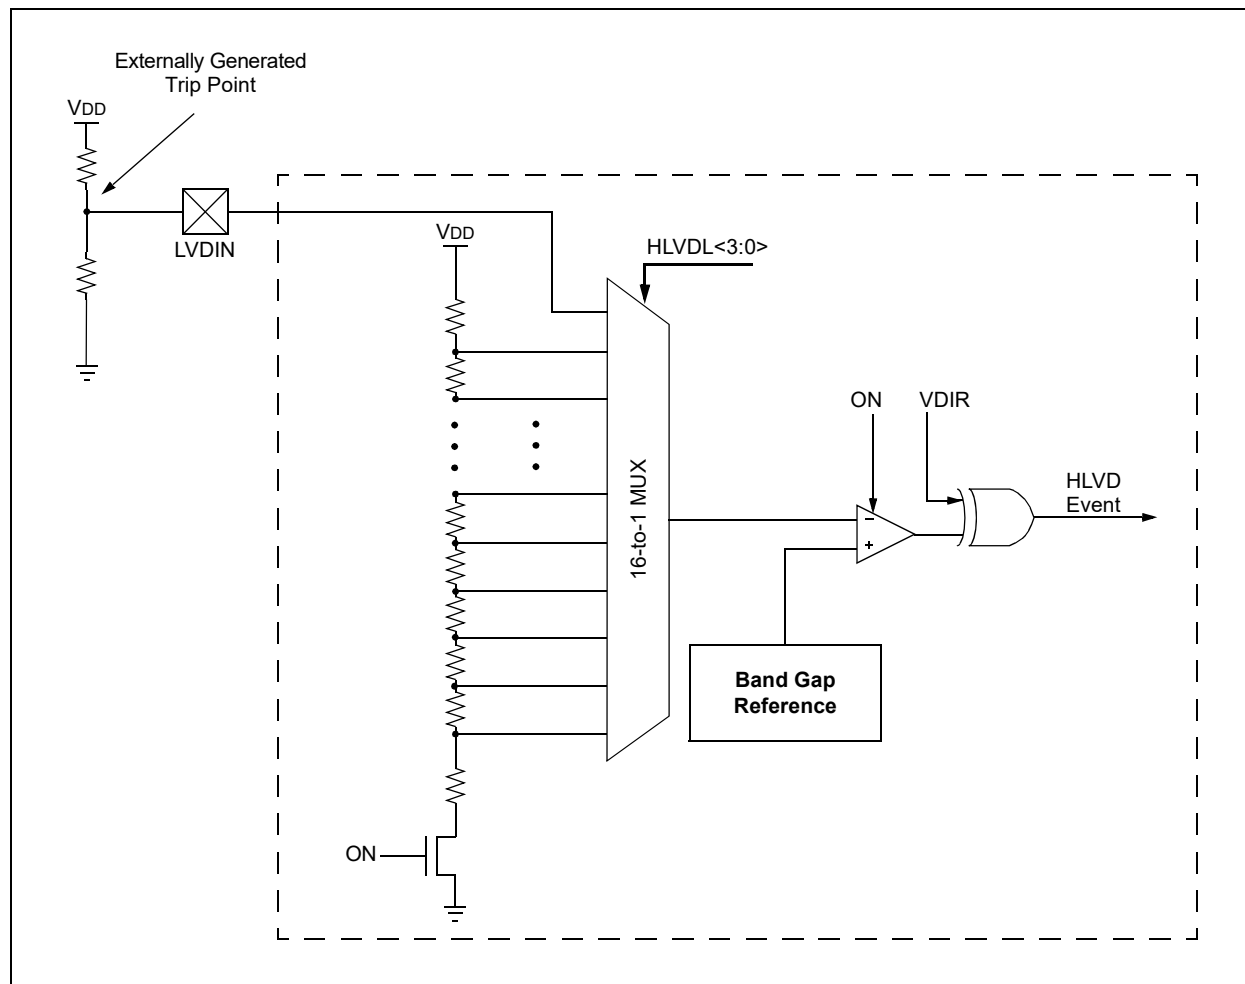 Externally Generated
Trip Point
VDD
LVDIN
VDD
HLVDL<3:0>
16-to-1 MUX
ON
VDIR
–
+
HLVD
Event
Band Gap
Reference
ON